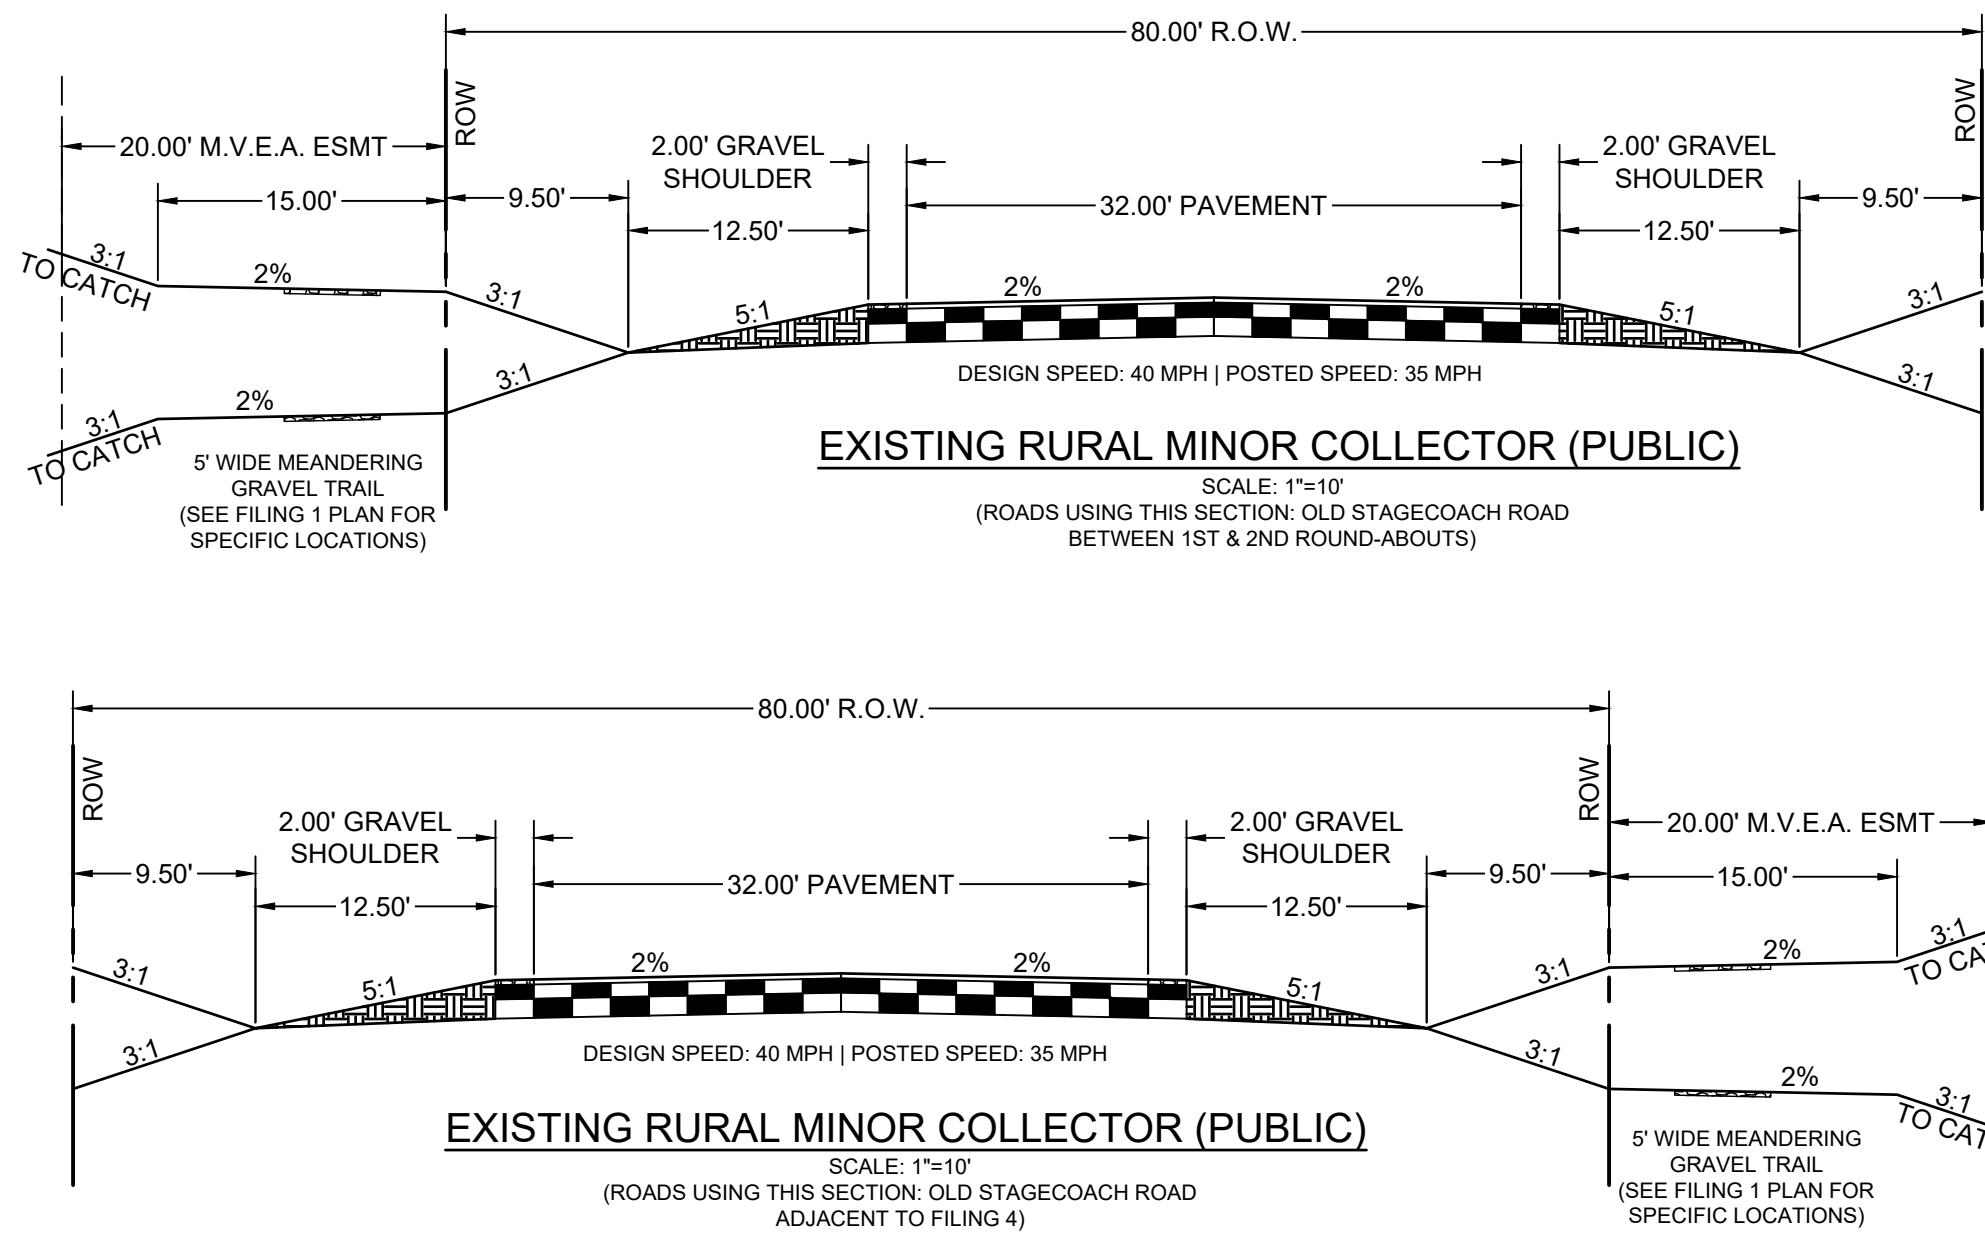 80.00' R.O.W.
ROW
ROW
20.00' M.V.E.A. ESMT
2.00' GRAVEL
SHOULDER
2.00' GRAVEL
SHOULDER
15.00'
9.50'
32.00' PAVEMENT
9.50'
12.50'
12.50'
3:1
TO CATCH
2%
3:1
5:1
2%
2%
5:1
3:1
3:1
TO CATCH
2%
3:1
3:1
DESIGN SPEED: 40 MPH | POSTED SPEED: 35 MPH
EXISTING RURAL MINOR COLLECTOR (PUBLIC)
SCALE: 1"=10'
(ROADS USING THIS SECTION: OLD STAGECOACH ROAD
BETWEEN 1ST & 2ND ROUND-ABOUTS)
5' WIDE MEANDERING
GRAVEL TRAIL
(SEE FILING 1 PLAN FOR
SPECIFIC LOCATIONS)
80.00' R.O.W.
ROW
ROW
2.00' GRAVEL
SHOULDER
2.00' GRAVEL
SHOULDER
20.00' M.V.E.A. ESMT
9.50'
32.00' PAVEMENT
9.50'
15.00'
12.50'
12.50'
3:1
5:1
2%
2%
5:1
3:1
2%
3:1
TO CAT
3:1
3:1
2%
3:1
TO CAT
DESIGN SPEED: 40 MPH | POSTED SPEED: 35 MPH
EXISTING RURAL MINOR COLLECTOR (PUBLIC)
SCALE: 1"=10'
(ROADS USING THIS SECTION: OLD STAGECOACH ROAD
ADJACENT TO FILING 4)
5' WIDE MEANDERING
GRAVEL TRAIL
(SEE FILING 1 PLAN FOR
SPECIFIC LOCATIONS)